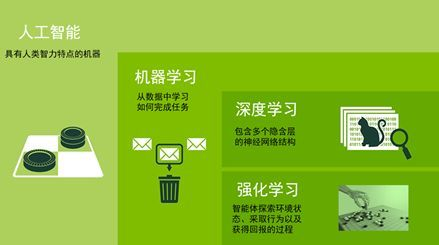 人工智能
具有人类智力特点的机器
机器学习
从数据中学习
如何完成任务
深度学习
包含多个隐含层
的神经网络结构
强化学习
智能体探索环境状
态、采取行为以及
获得回报的过程